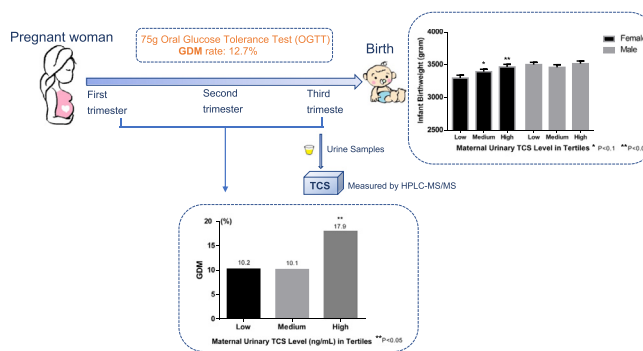 Pregnant woman
75g Oral Glucose Tolerance Test (OGTT)
GDM rate: 12.7%
Birth
First
trimester
Second
trimester
Third
trimeste
Urine Samples
TCS
Measured by HPLC-MS/MS
Infant Birthweight (gram)
4000
3500
3000
2500
* ** 
Female
Male
Low Medium High Low Medium High
Maternal Urinary TCS Level in Tertiles * P<0.1 **P<0.0
20 (%)
15
10
5
0
GDM
10.2
10.1
**
17.9
Low Medium High
Maternal Urinary TCS Level (ng/mL) in Tertiles **P<0.05